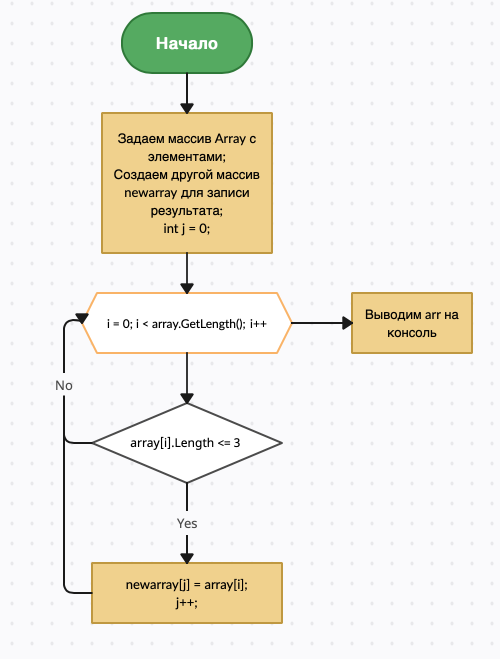 Начало
Задаем массив Array с
элементами;
Создаем другой массив
newarray для записи
результата;
int j = 0;
i = 0; i < array.GetLength(); i++
Выводим arr на
консоль
No
array[i].Length <= 3
Yes
newarray[j] = array[i];
j++;